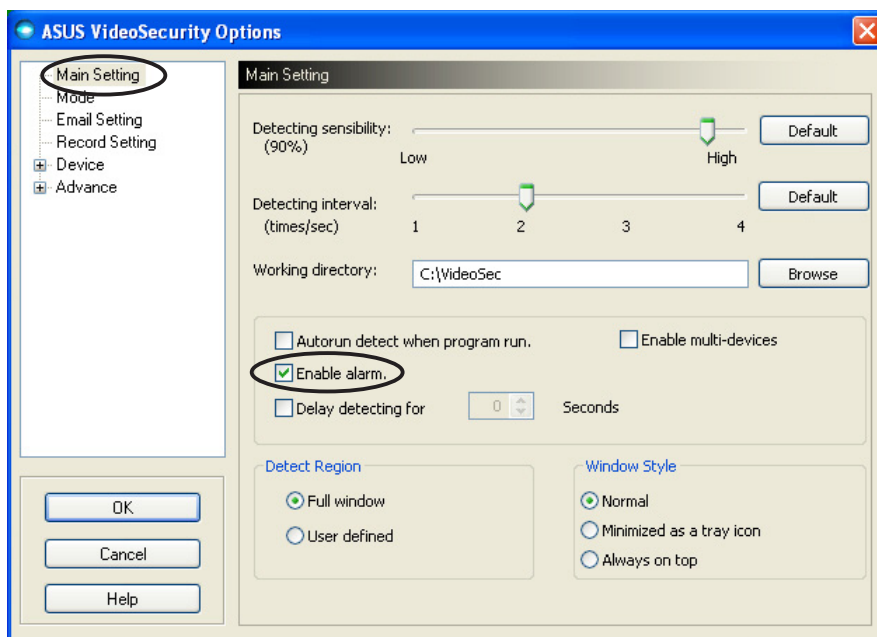 ASUS VideoSecurity Options
Main Setting
Mode
Email Setting
Record Setting
Device
Advance
OK
Cancel
Help
Main Setting
Detecting sensibility:
(90%)
Low
High
Default
Detecting interval:
(times/sec)
1 2 3 4
Default
Working directory:
C:\VideoSec
Browse
Autorun detect when program run.
Enable multi-devices
Enable alarm.
Delay detecting for 0 Seconds
Detect Region
Full window
User defined
Window Style
Normal
Minimized as a tray icon
Always on top